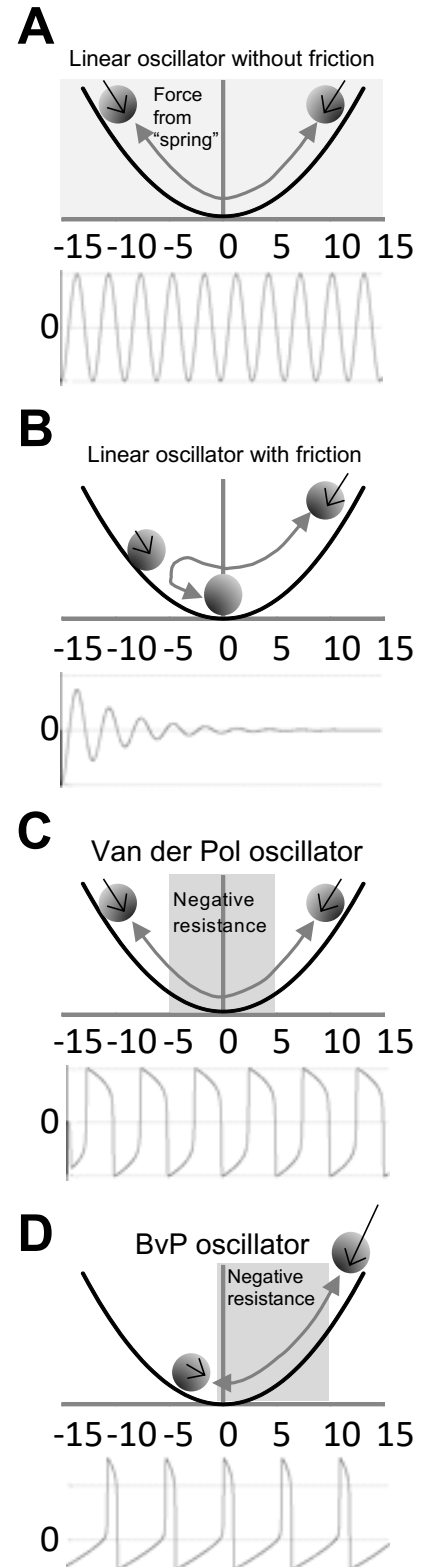 A
Linear oscillator without friction
Force
from
“spring”
-15 -10 -5 0 5 10 15
0
B
Linear oscillator with friction
-15 -10 -5 0 5 10 15
0
C
Van der Pol oscillator
Negative
resistance
-15 -10 -5 0 5 10 15
0
D
BvP oscillator
Negative
resistance
-15 -10 -5 0 5 10 15
0